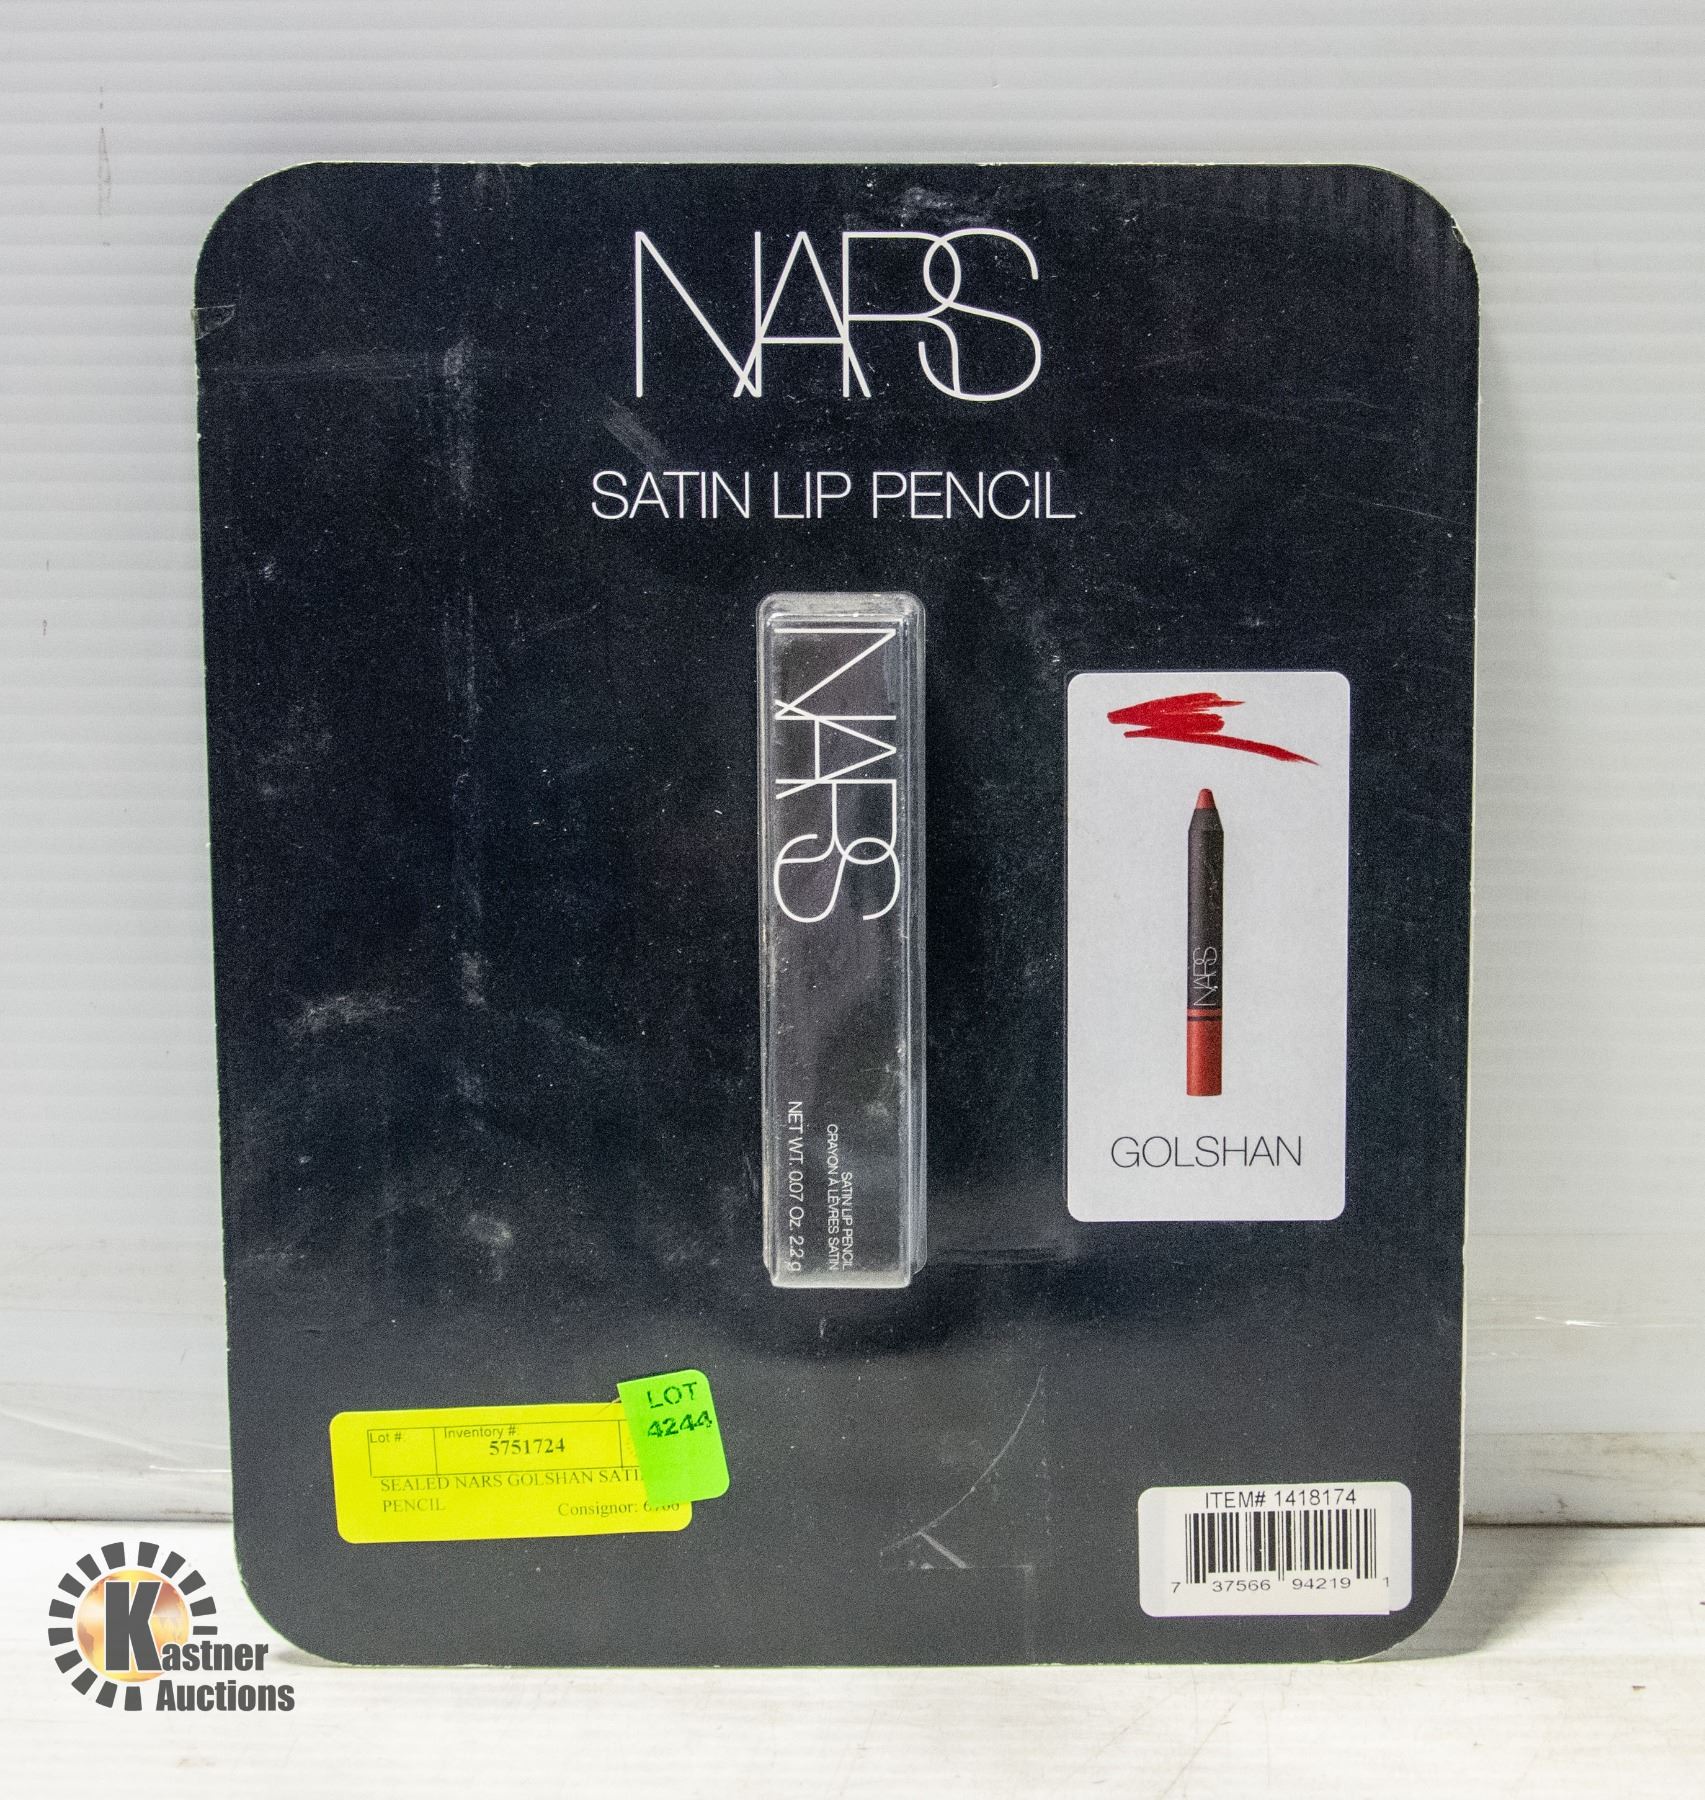 NARS
SATIN LIP PENCIL
NARS
SATIN LIP PENCIL
CRAYON À LÈVRES SATIN
NET WT. 0.07 Oz. 2.2 g
NARS
GOLSHAN
LOT
4244
Lot #: Inventory #:
5751724
SEALED NARS GOLSHAN
PENCIL Consignor:
ITEM# 1418174
7 37566 94219 1
Kastner
Auctions